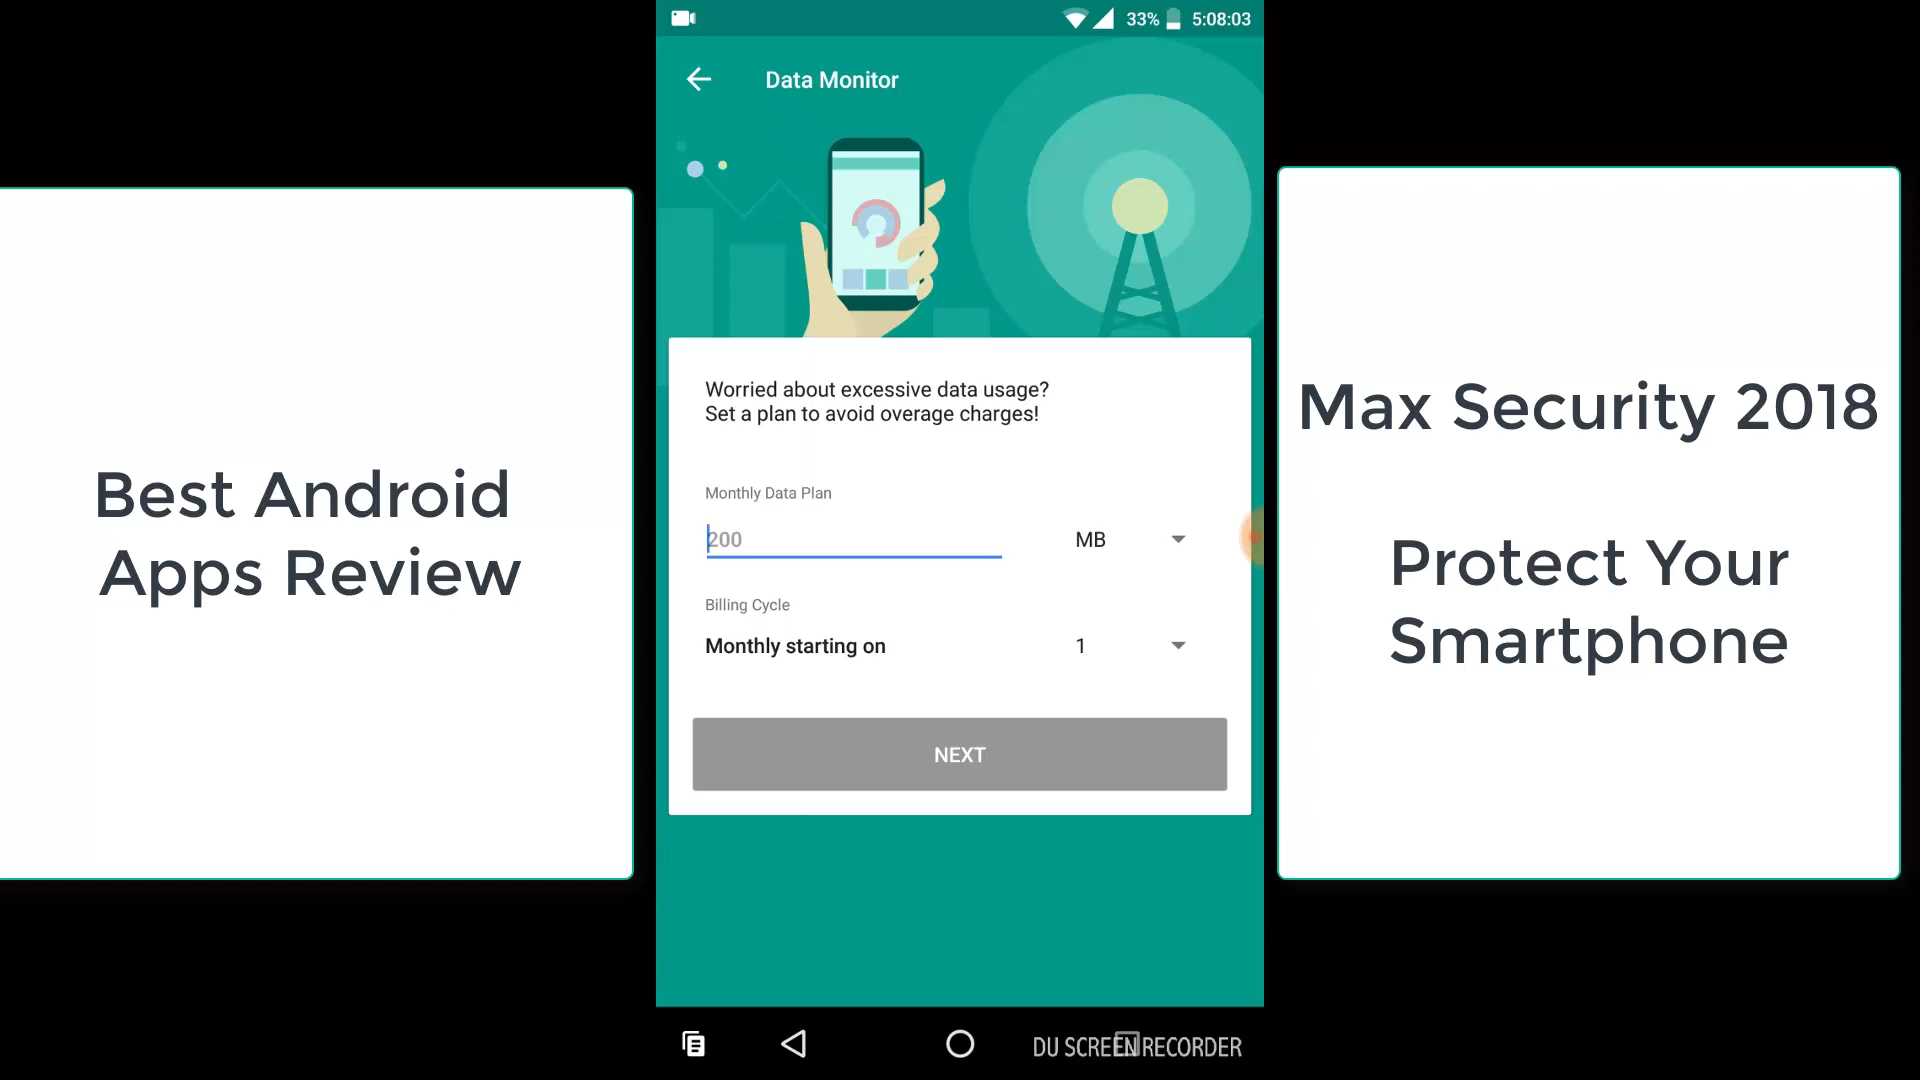 33% 5:08:03
Data Monitor
Best Android
Apps Review
Worried about excessive data usage?
Set a plan to avoid overage charges!
Monthly Data Plan
200 MB
Billing Cycle
Monthly starting on 1
NEXT
Max Security 2018
Protect Your
Smartphone
DU SCREEN RECORDER